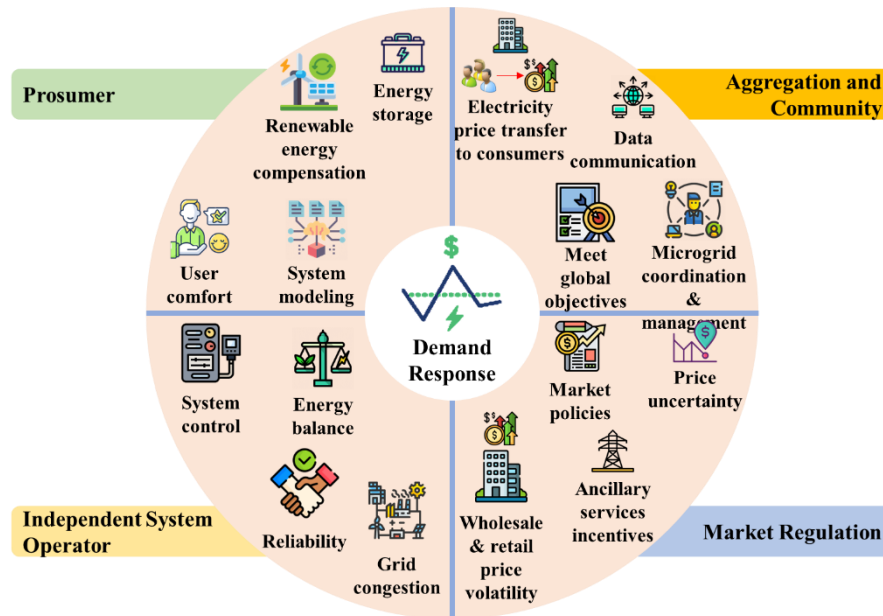 Prosumer
Renewable
energy
compensation
Energy
storage
User
comfort
System
modeling
Aggregation and
Community
$$
$
Electricity
price transfer
to consumers
Data
communication
Meet
global
objectives
Microgrid
coordination
&
management
$
Demand
Response
System
control
Energy
balance
Reliability
Grid
congestion
Independent System
Operator
$
Market
policies
$
Price
uncertainty
$$
$
Wholesale
& retail
price
volatility
Ancillary
services
incentives
Market Regulation